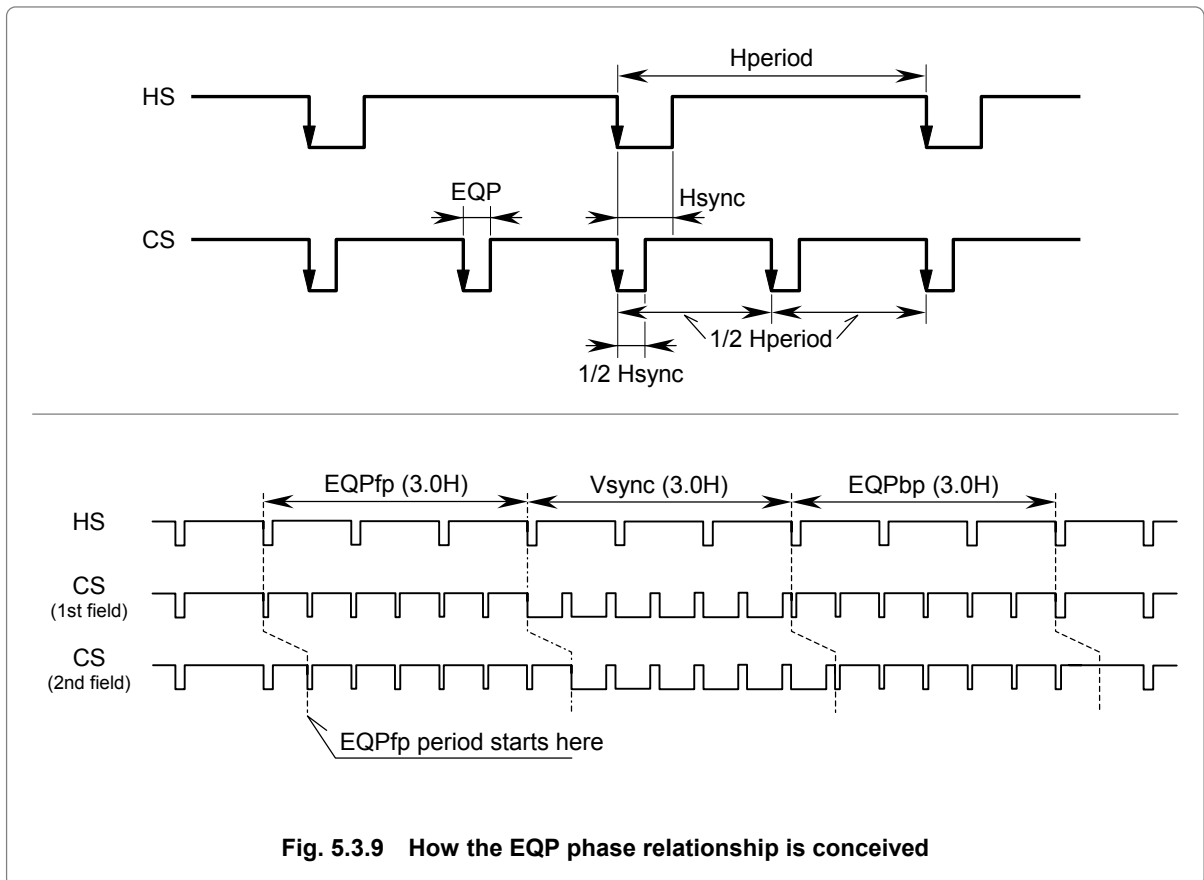 Hperiod
HS
EQP
Hsync
CS
1/2 Hperiod
1/2 Hsync
EQPfp (3.0H)
Vsync (3.0H)
EQPbp (3.0H)
HS
CS
(1st field)
CS
(2nd field)
EQPfp period starts here
Fig. 5.3.9 How the EQP phase relationship is conceived